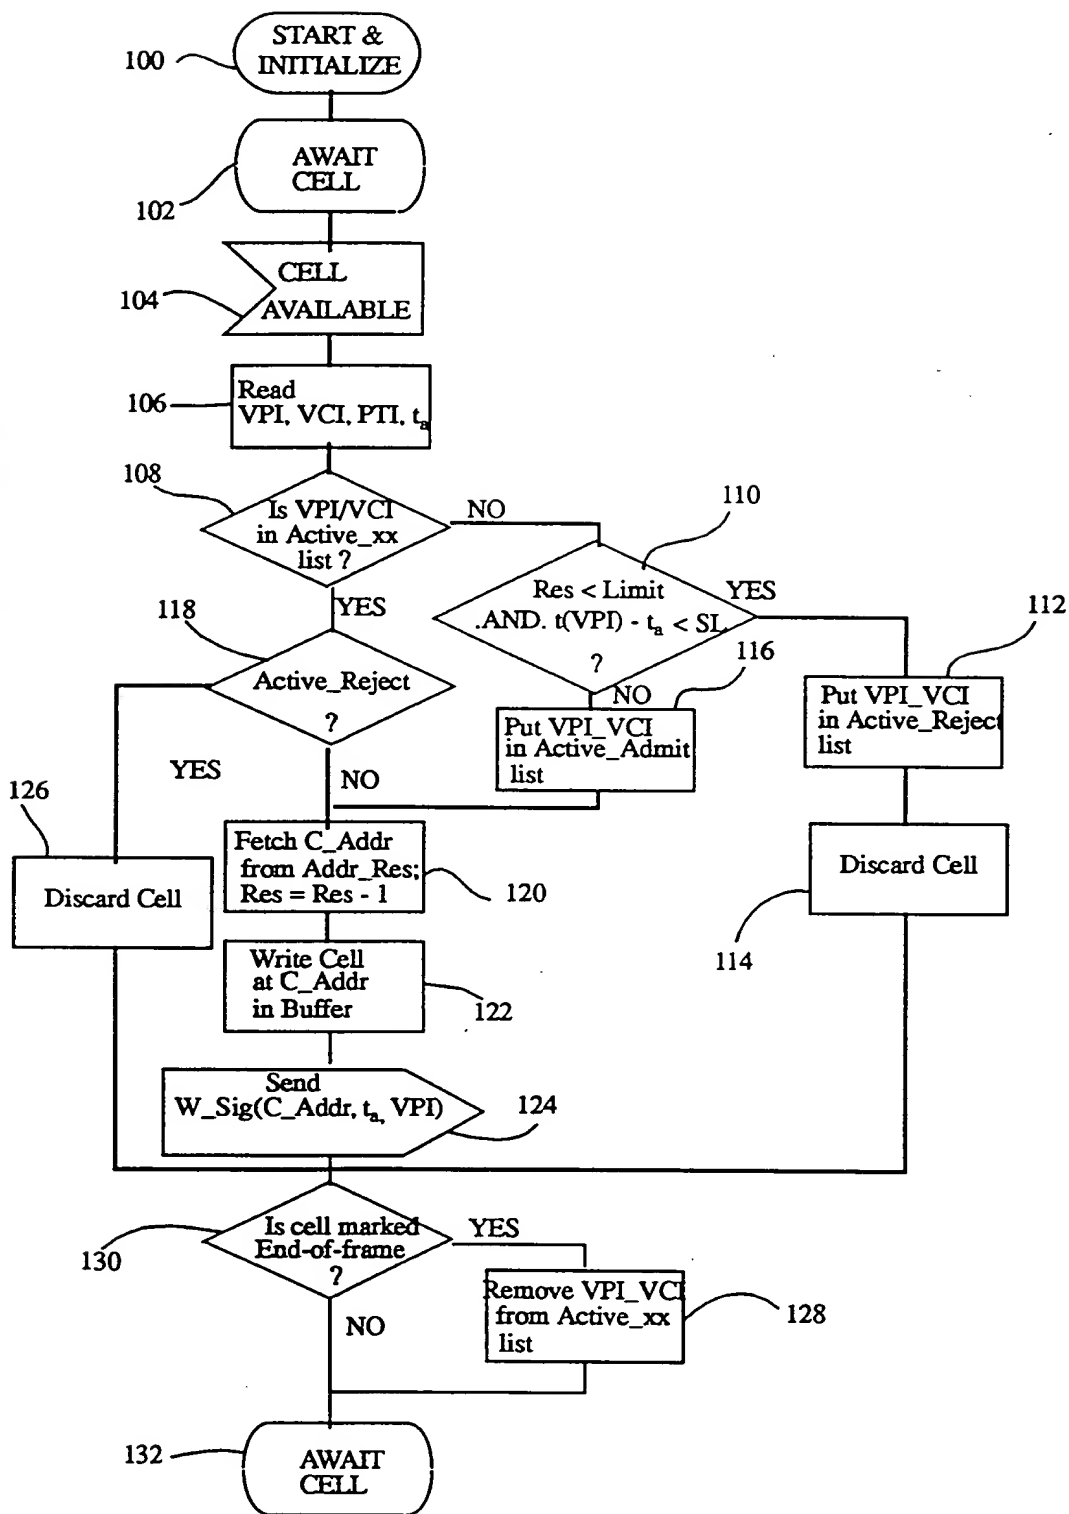 START &
INITIALIZE
100
AWAIT
CELL
102
CELL
AVAILABLE
104
Read
VPI, VCI, PTI, tₐ
106
108
Is VPI/VCI
in Active_xx
list ?
NO
110
YES
Res < Limit
.AND. t(VPI) - tₐ < SL
?
YES
112
118
116
NO
Active_Reject
?
Put VPI_VCI
in Active_Admit
list
Put VPI_VCI
in Active_Reject
list
YES
NO
126
Discard Cell
Fetch C_Addr
from Addr_Res;
Res = Res - 1
120
Discard Cell
114
Write Cell
at C_Addr
in Buffer
122
Send
W_Sig(C_Addr, tₐ, VPI)
124
Is cell marked
End-of-frame
?
YES
130
NO
Remove VPI_VCI
from Active_xx
list
128
132
AWAIT
CELL